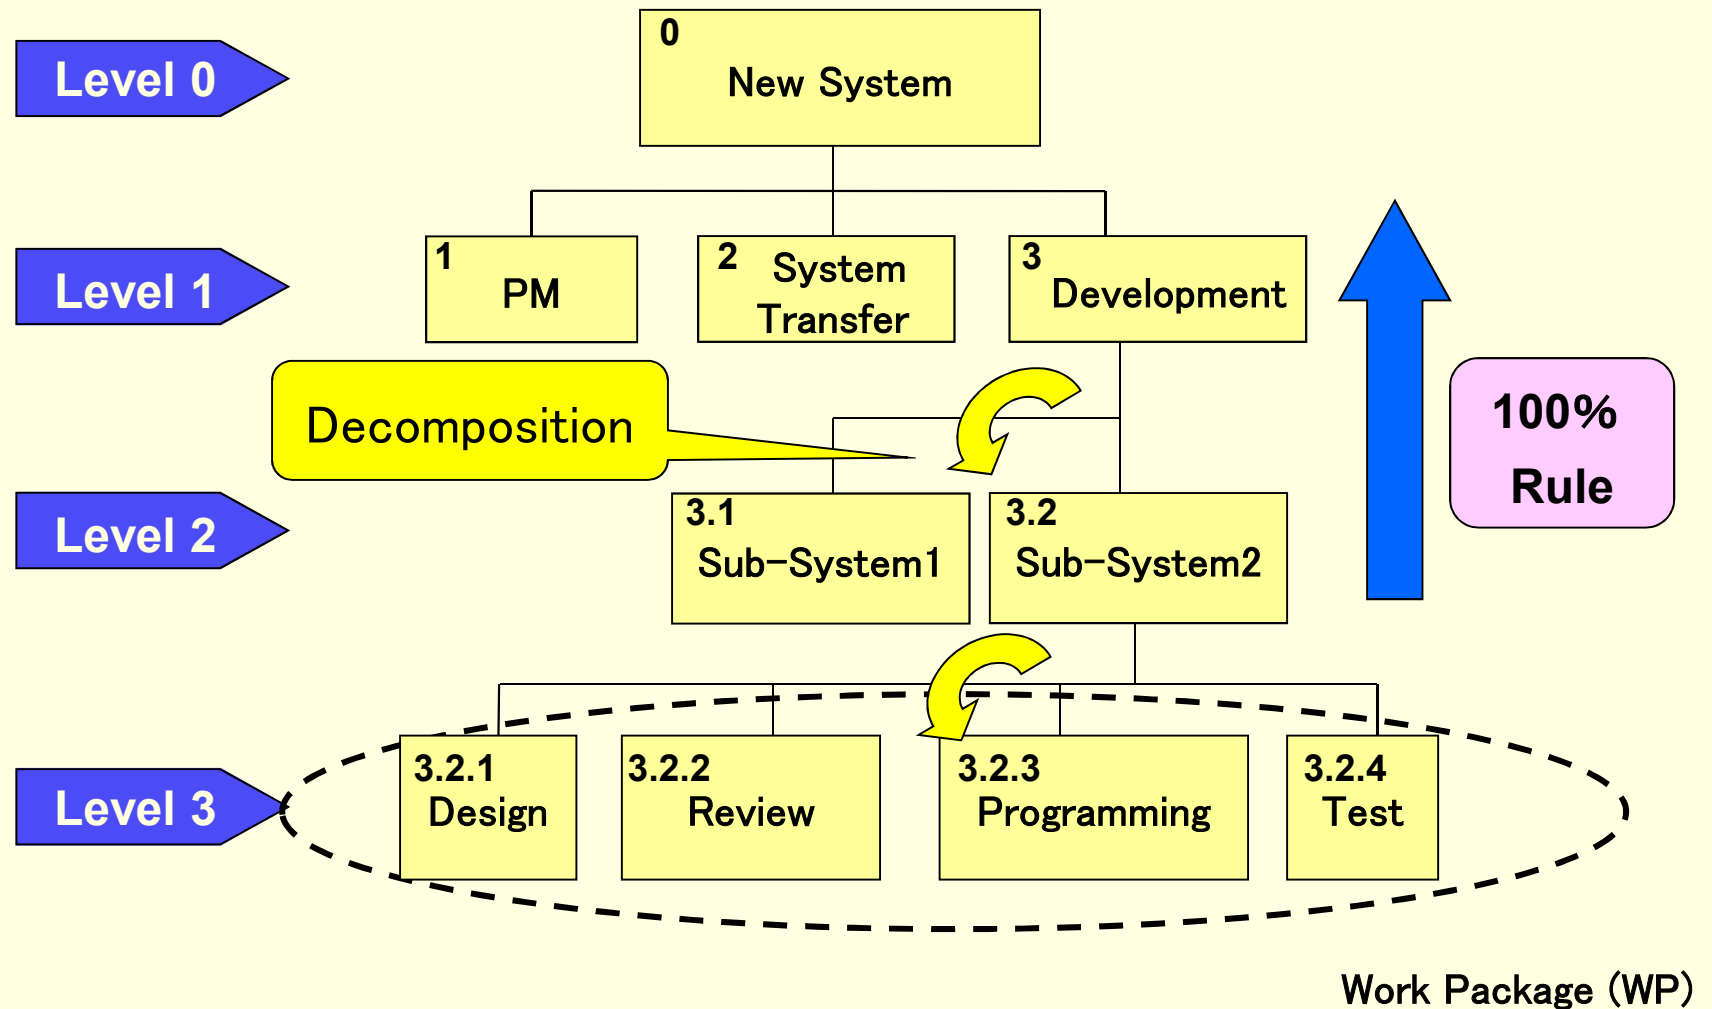 Level 0
0
New System
Level 1
1
PM
2
System
Transfer
3
Development
Decomposition
100%
Rule
Level 2
3.1
Sub-System1
3.2
Sub-System2
Level 3
3.2.1
Design
3.2.2
Review
3.2.3
Programming
3.2.4
Test
Work Package (WP)